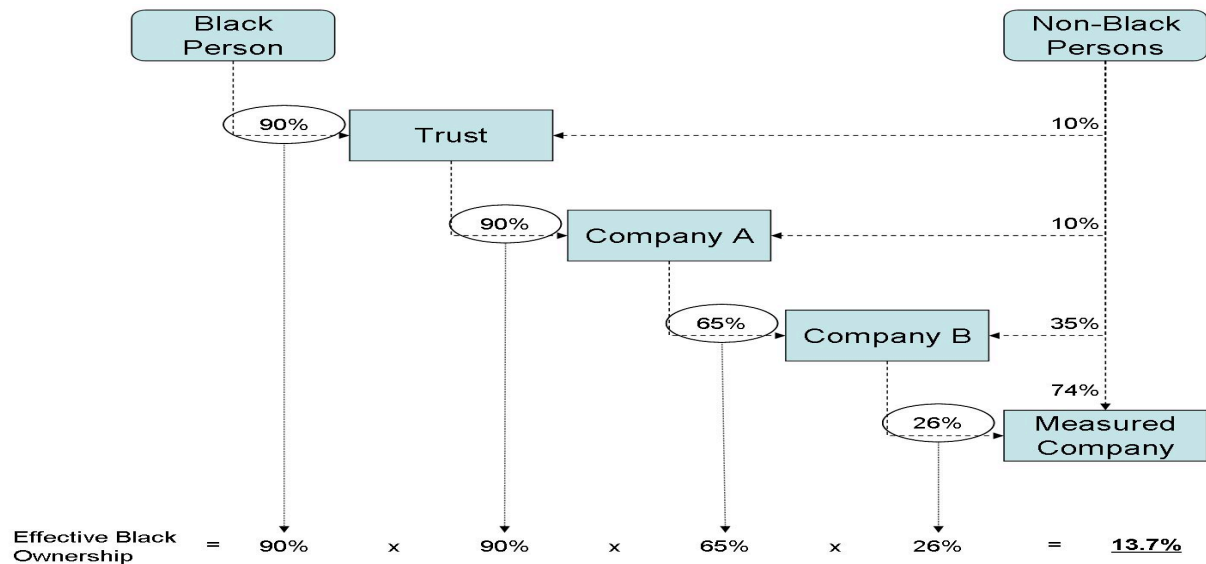 Black
Person
Non-Black
Persons
90%
Trust
10%
90%
Company A
10%
65%
Company B
35%
74%
26%
Measured
Company
Effective Black
Ownership
= 90% x 90% x 65% x 26% = 13.7%